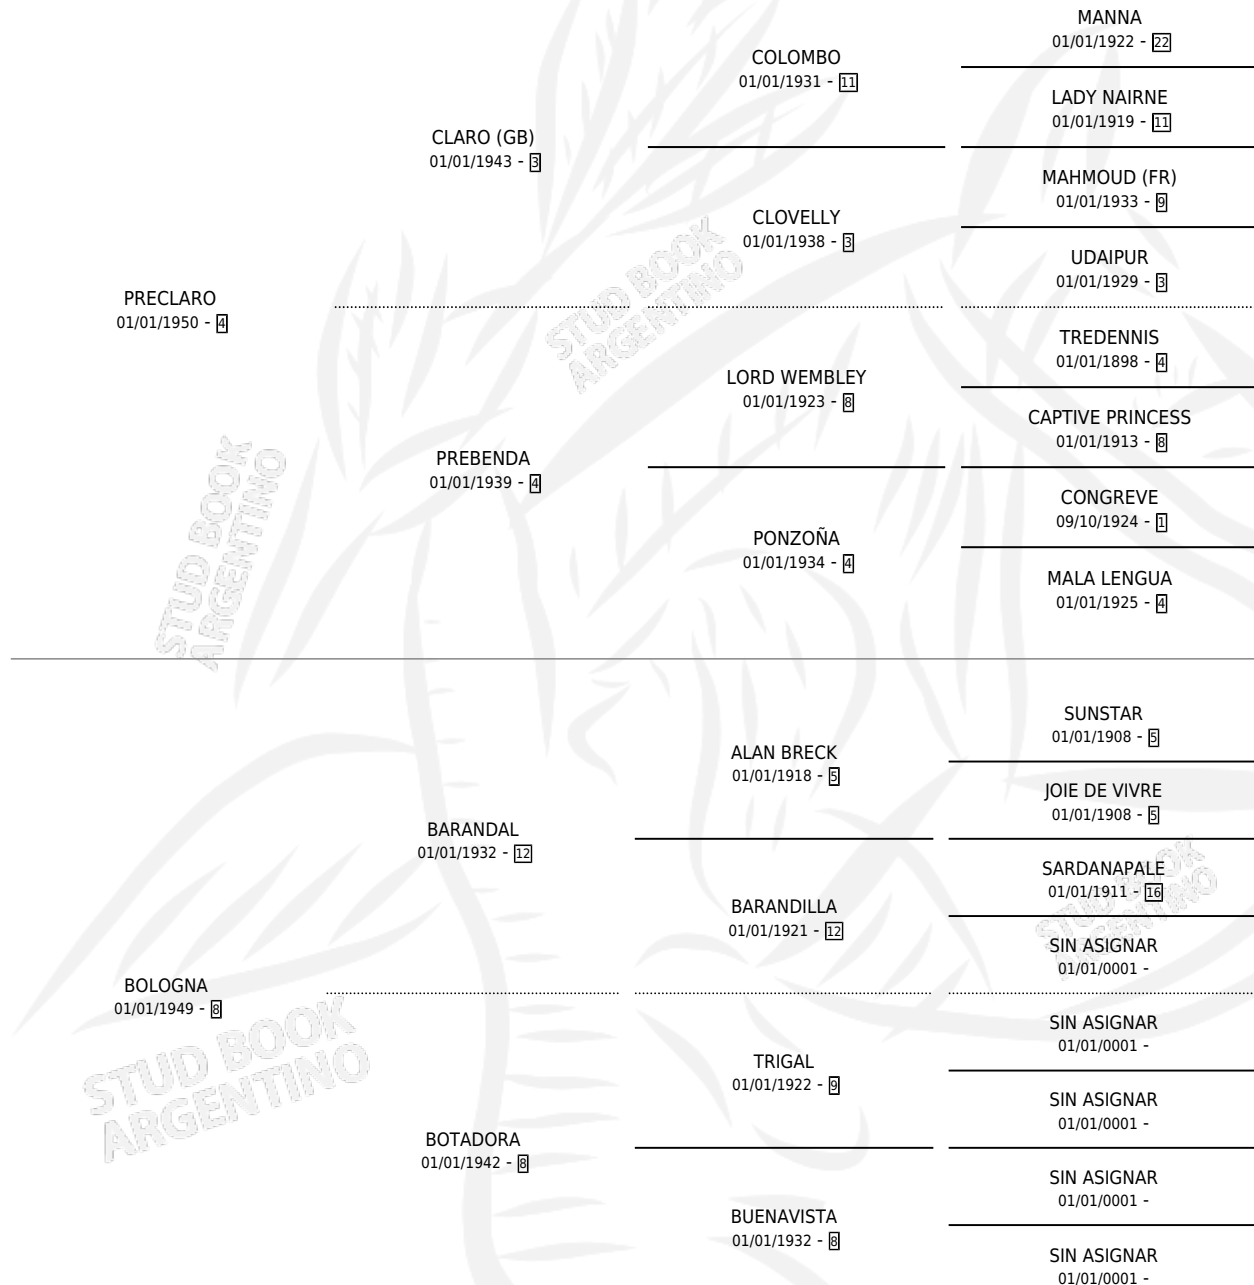 MANNA
01/01/1922 - 22
COLOMBO
01/01/1931 - 11
LADY NAIRNE
01/01/1919 - 11
CLARO (GB)
01/01/1943 - 3
MAHMOUD (FR)
01/01/1933 - 9
CLOVELLY
01/01/1938 - 3
UDAIPUR
01/01/1929 - 3
PRECLARO
01/01/1950 - 4
TREDENNIS
01/01/1898 - 4
LORD WEMBLEY
01/01/1923 - 8
CAPTIVE PRINCESS
01/01/1913 - 8
PREBENDA
01/01/1939 - 4
CONGREVE
09/10/1924 - 1
PONZOÑA
01/01/1934 - 4
MALA LENGUA
01/01/1925 - 4
STUD BOOK
ARGENTINO
STUD BOOK
ARGENTINO
SUNSTAR
01/01/1908 - 5
ALAN BRECK
01/01/1918 - 5
JOIE DE VIVRE
01/01/1908 - 5
BARANDAL
01/01/1932 - 12
SARDANAPALE
01/01/1911 - 16
BARANDILLA
01/01/1921 - 12
SIN ASIGNAR
01/01/0001 -
BOLOGNA
01/01/1949 - 8
SIN ASIGNAR
01/01/0001 -
TRIGAL
01/01/1922 - 9
SIN ASIGNAR
01/01/0001 -
BOTADORA
01/01/1942 - 8
SIN ASIGNAR
01/01/0001 -
BUENAVISTA
01/01/1932 - 8
SIN ASIGNAR
01/01/0001 -
STUD BOOK
ARGENTINO
STUD BOOK
ARGENTINO